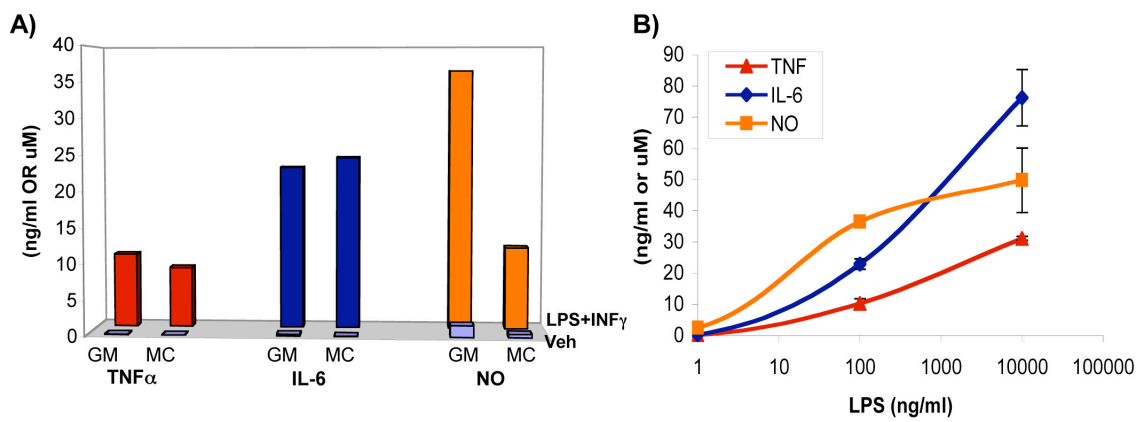 A)
40
35
30
25
20
15
10
5
0
(ng/ml OR uM)
LPS+INFγ
Veh
GM MC GM MC GM MC
TNFα IL-6 NO
B)
90
80
70
60
50
40
30
20
10
0
(ng/ml or uM)
TNF
IL-6
NO
1 10 100 1000 10000 100000
LPS (ng/ml)